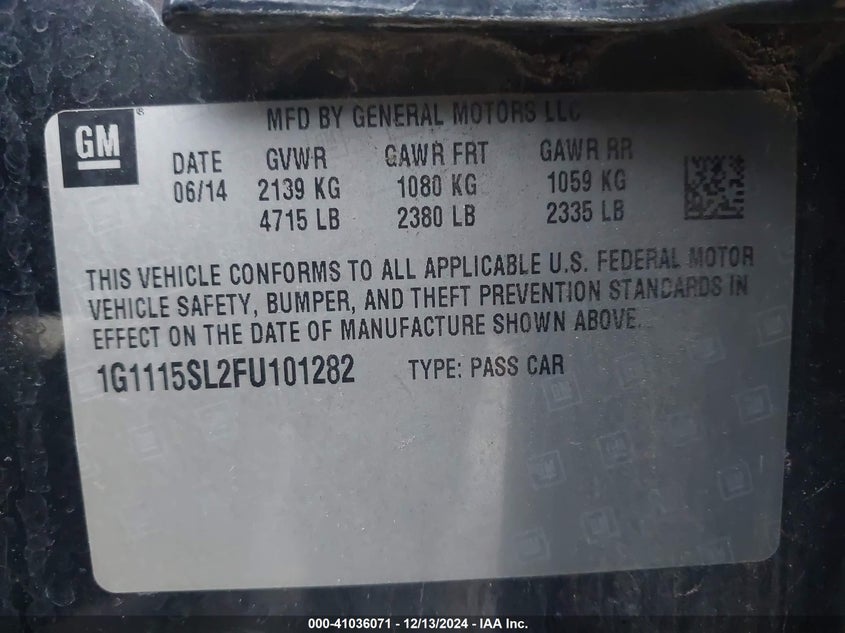 GM ®
MFD BY GENERAL MOTORS LLC
DATE GVWR GAWR FRT GAWR RR
06/14 2139 KG 1080 KG 1059 KG
4715 LB 2380 LB 2335 LB
THIS VEHICLE CONFORMS TO ALL APPLICABLE U.S. FEDERAL MOTOR
VEHICLE SAFETY, BUMPER, AND THEFT PREVENTION STANDARDS IN
EFFECT ON THE DATE OF MANUFACTURE SHOWN ABOVE.
1G1115SL2FU101282 TYPE: PASS CAR
000-41036071 - 12/13/2024 - IAA Inc.